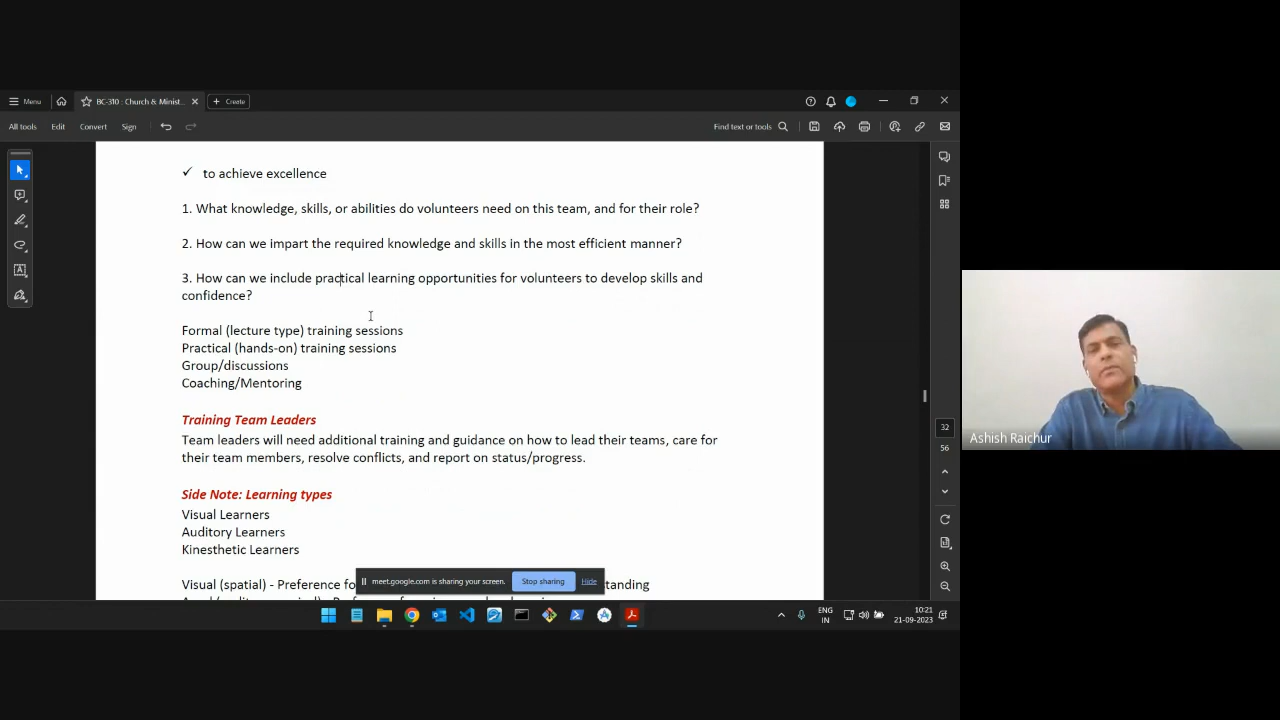 Menu
BC-310 : Church & Minist...
Create
All tools
Edit
Convert
Sign
Find text or tools
✓ to achieve excellence
1. What knowledge, skills, or abilities do volunteers need on this team, and for their role?
2. How can we impart the required knowledge and skills in the most efficient manner?
3. How can we include practical learning opportunities for volunteers to develop skills and
confidence?
Formal (lecture type) training sessions
Practical (hands-on) training sessions
Group/discussions
Coaching/Mentoring
Training Team Leaders
Team leaders will need additional training and guidance on how to lead their teams, care for
their team members, resolve conflicts, and report on status/progress.
Side Note: Learning types
Visual Learners
Auditory Learners
Kinesthetic Learners
Visual (spatial) - Preference fo
tanding
meet.google.com is sharing your screen.
Stop sharing
Hide
32
56
Ashish Raichur
ENG
IN
10:21
21-09-2023